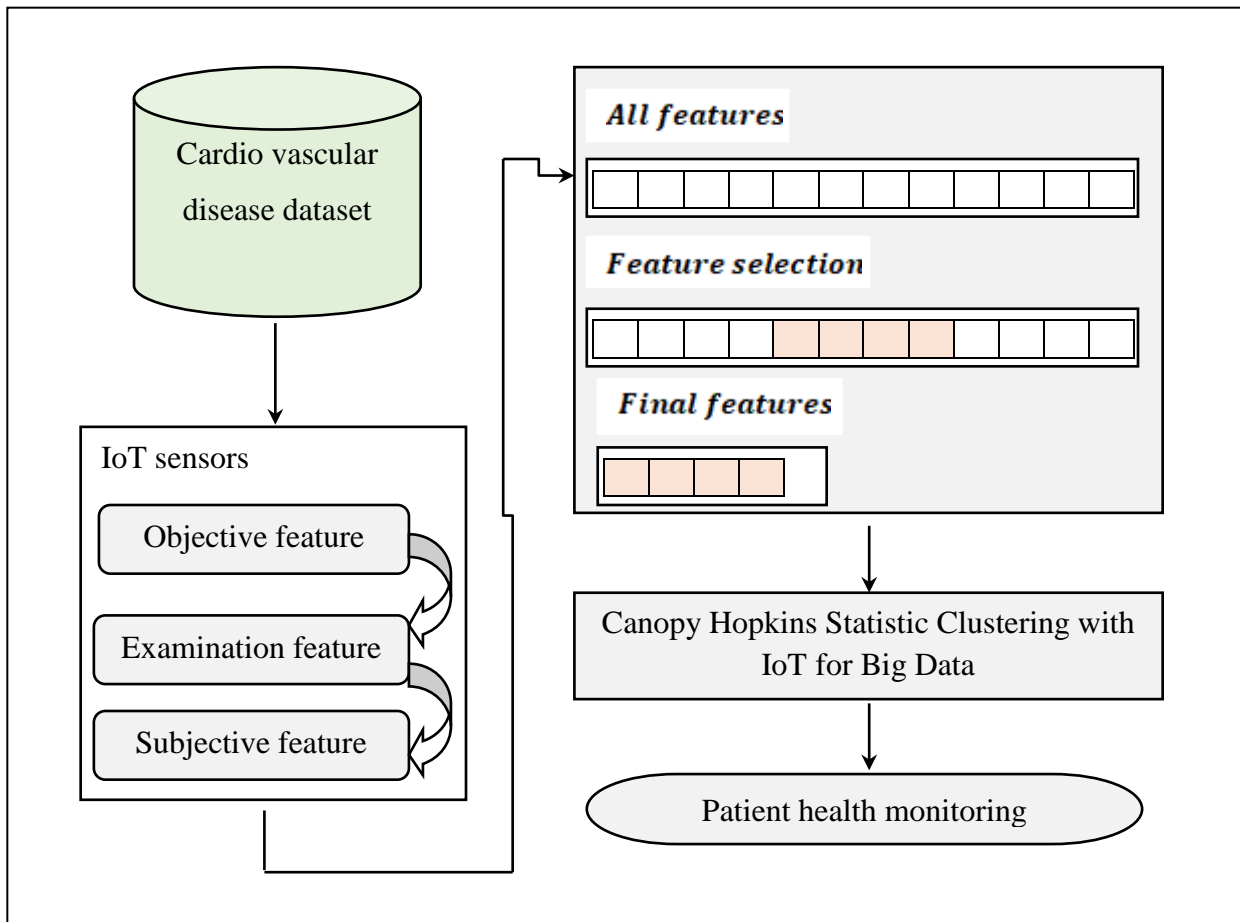 Cardio vascular
disease dataset
IoT sensors
Objective feature
Examination feature
Subjective feature
All features
Feature selection
Final features
Canopy Hopkins Statistic Clustering with
IoT for Big Data
Patient health monitoring